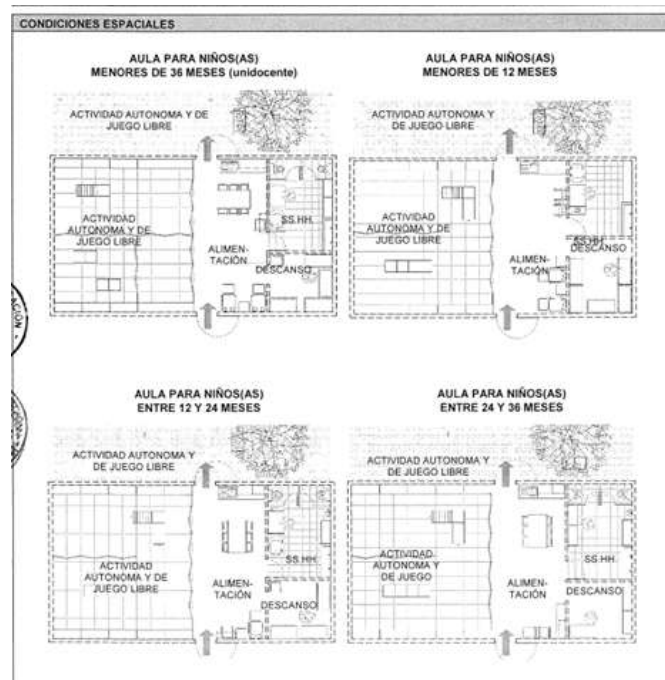 CONDICIONES ESPACIALES
AULA PARA NIÑOS(AS)
MENORES DE 36 MESES (unidocente)
ACTIVIDAD AUTONOMA Y DE
JUEGO LIBRE
ACTIVIDAD
AUTONOMA Y DE
JUEGO LIBRE
SS.HH.
ALIMEN-
TACIÓN
DESCANSO
AULA PARA NIÑOS(AS)
MENORES DE 12 MESES
ACTIVIDAD AUTONOMA Y
DE JUEGO LIBRE
ACTIVIDAD
AUTONOMA Y DE
JUEGO LIBRE
SS.HH.
DESCANSO
ALIMEN-
TACIÓN
AULA PARA NIÑOS(AS)
ENTRE 12 Y 24 MESES
ACTIVIDAD AUTONOMA Y
DE JUEGO LIBRE
ACTIVIDAD
AUTONOMA Y DE
JUEGO LIBRE
SS.HH.
ALIMEN-
TACIÓN
DESCANSO
AULA PARA NIÑOS(AS)
ENTRE 24 Y 36 MESES
ACTIVIDAD AUTONOMA Y
DE JUEGO LIBRE
ACTIVIDAD
AUTONOMA Y
DE JUEGO
SS.HH.
ALIMEN-
TACIÓN
DESCANSO